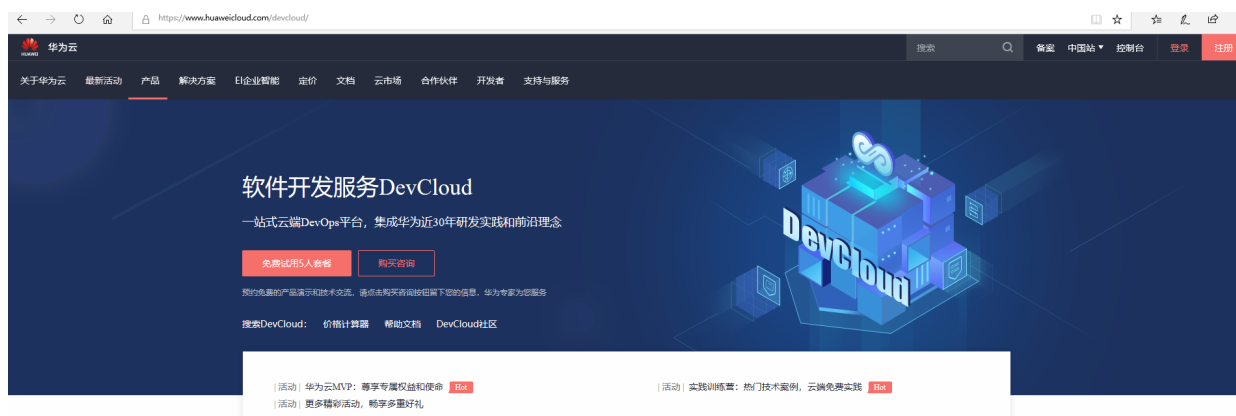 https://www.huaweicloud.com/devcloud/
HUAWEI 华为云 搜索 备案 中国站 控制台 登录 注册
关于华为云 最新活动 产品 解决方案 EI企业智能 定价 文档 云市场 合作伙伴 开发者 支持与服务
软件开发服务DevCloud
一站式云端DevOps平台，集成华为近30年研发实践和前沿理念
免费试用5人套餐 购买咨询
预约免费的产品演示和技术交流，请点击购买咨询按钮留下您的信息，华为专家为您服务
搜索DevCloud： 价格计算器 帮助文档 DevCloud社区
DevCloud
|活动| 华为云MVP：尊享专属权益和使命 Hot |活动| 实践训练营：热门技术案例，云端免费实践 Hot
|活动| 更多精彩活动，畅享多重好礼